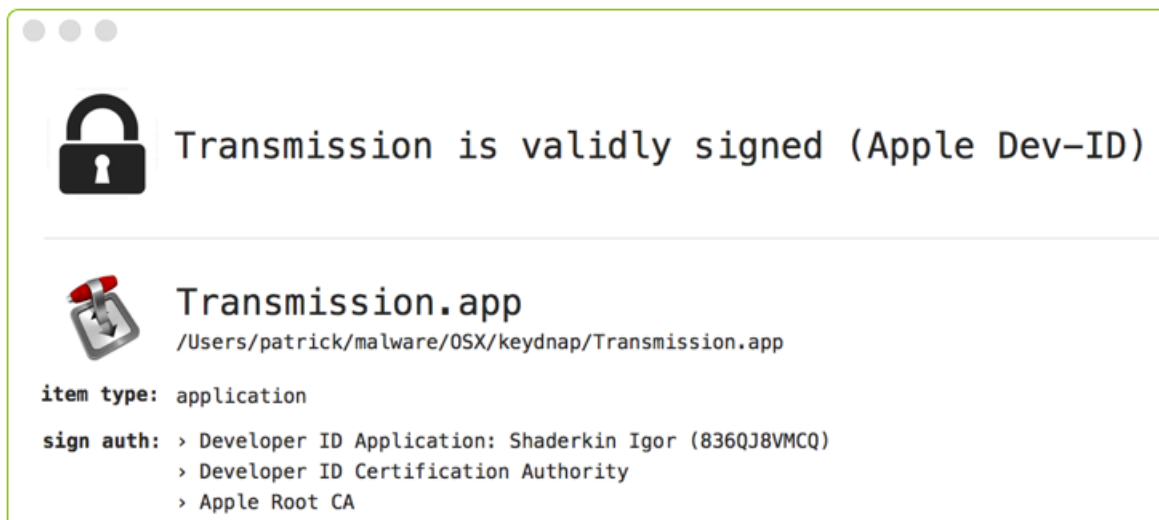 Transmission is validly signed (Apple Dev-ID)
Transmission.app
/Users/patrick/malware/OSX/keydnap/Transmission.app
item type: application
sign auth: › Developer ID Application: Shaderkin Igor (836QJ8VMCQ)
› Developer ID Certification Authority
› Apple Root CA